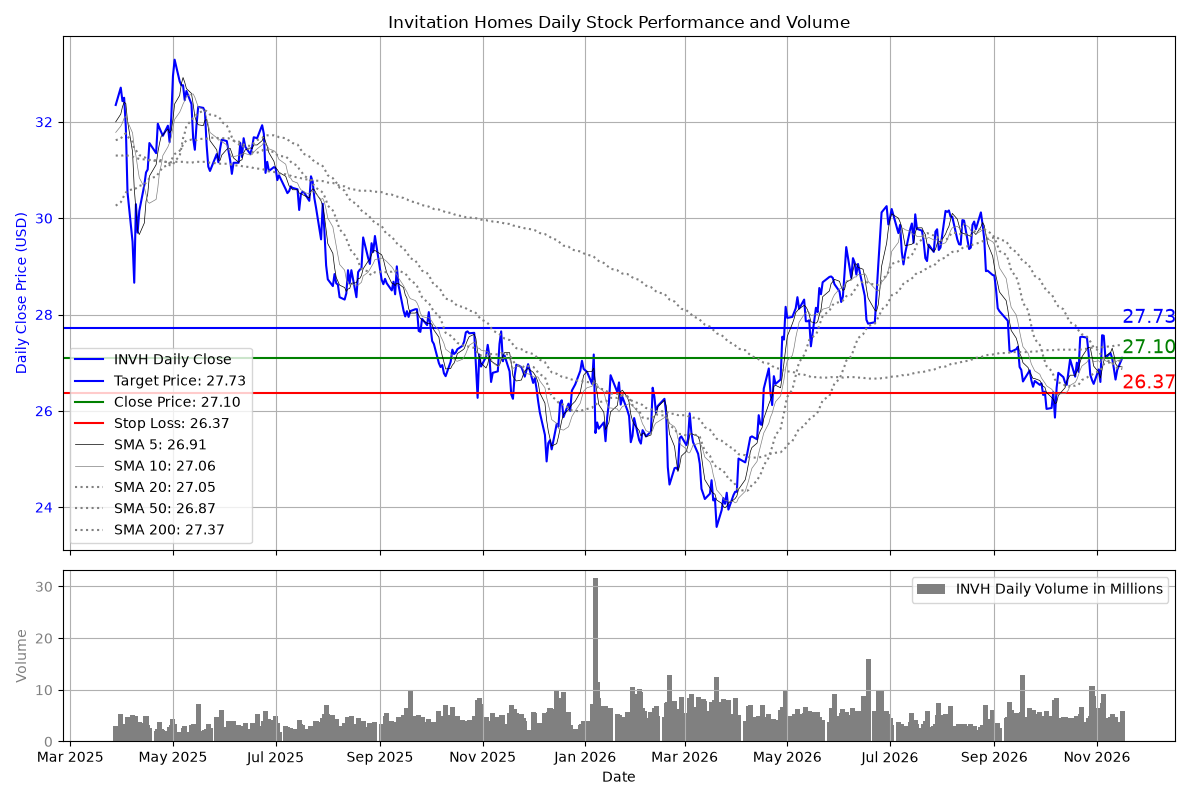 Invitation Homes Daily Stock Performance and Volume
Daily Close Price (USD)
32
30
28
26
24
27.73
27.10
26.37
INVH Daily Close
Target Price: 27.73
Close Price: 27.10
Stop Loss: 26.37
SMA 5: 26.91
SMA 10: 27.06
SMA 20: 27.05
SMA 50: 26.87
SMA 200: 27.37
Volume
30
20
10
0
INVH Daily Volume in Millions
Mar 2025 May 2025 Jul 2025 Sep 2025 Nov 2025 Jan 2026 Mar 2026 May 2026 Jul 2026 Sep 2026 Nov 2026
Date